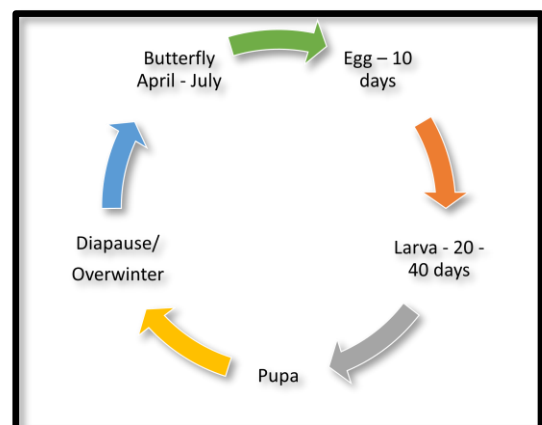 Butterfly
April - July
Egg – 10
days
Larva - 20 -
40 days
Pupa
Diapause/
Overwinter